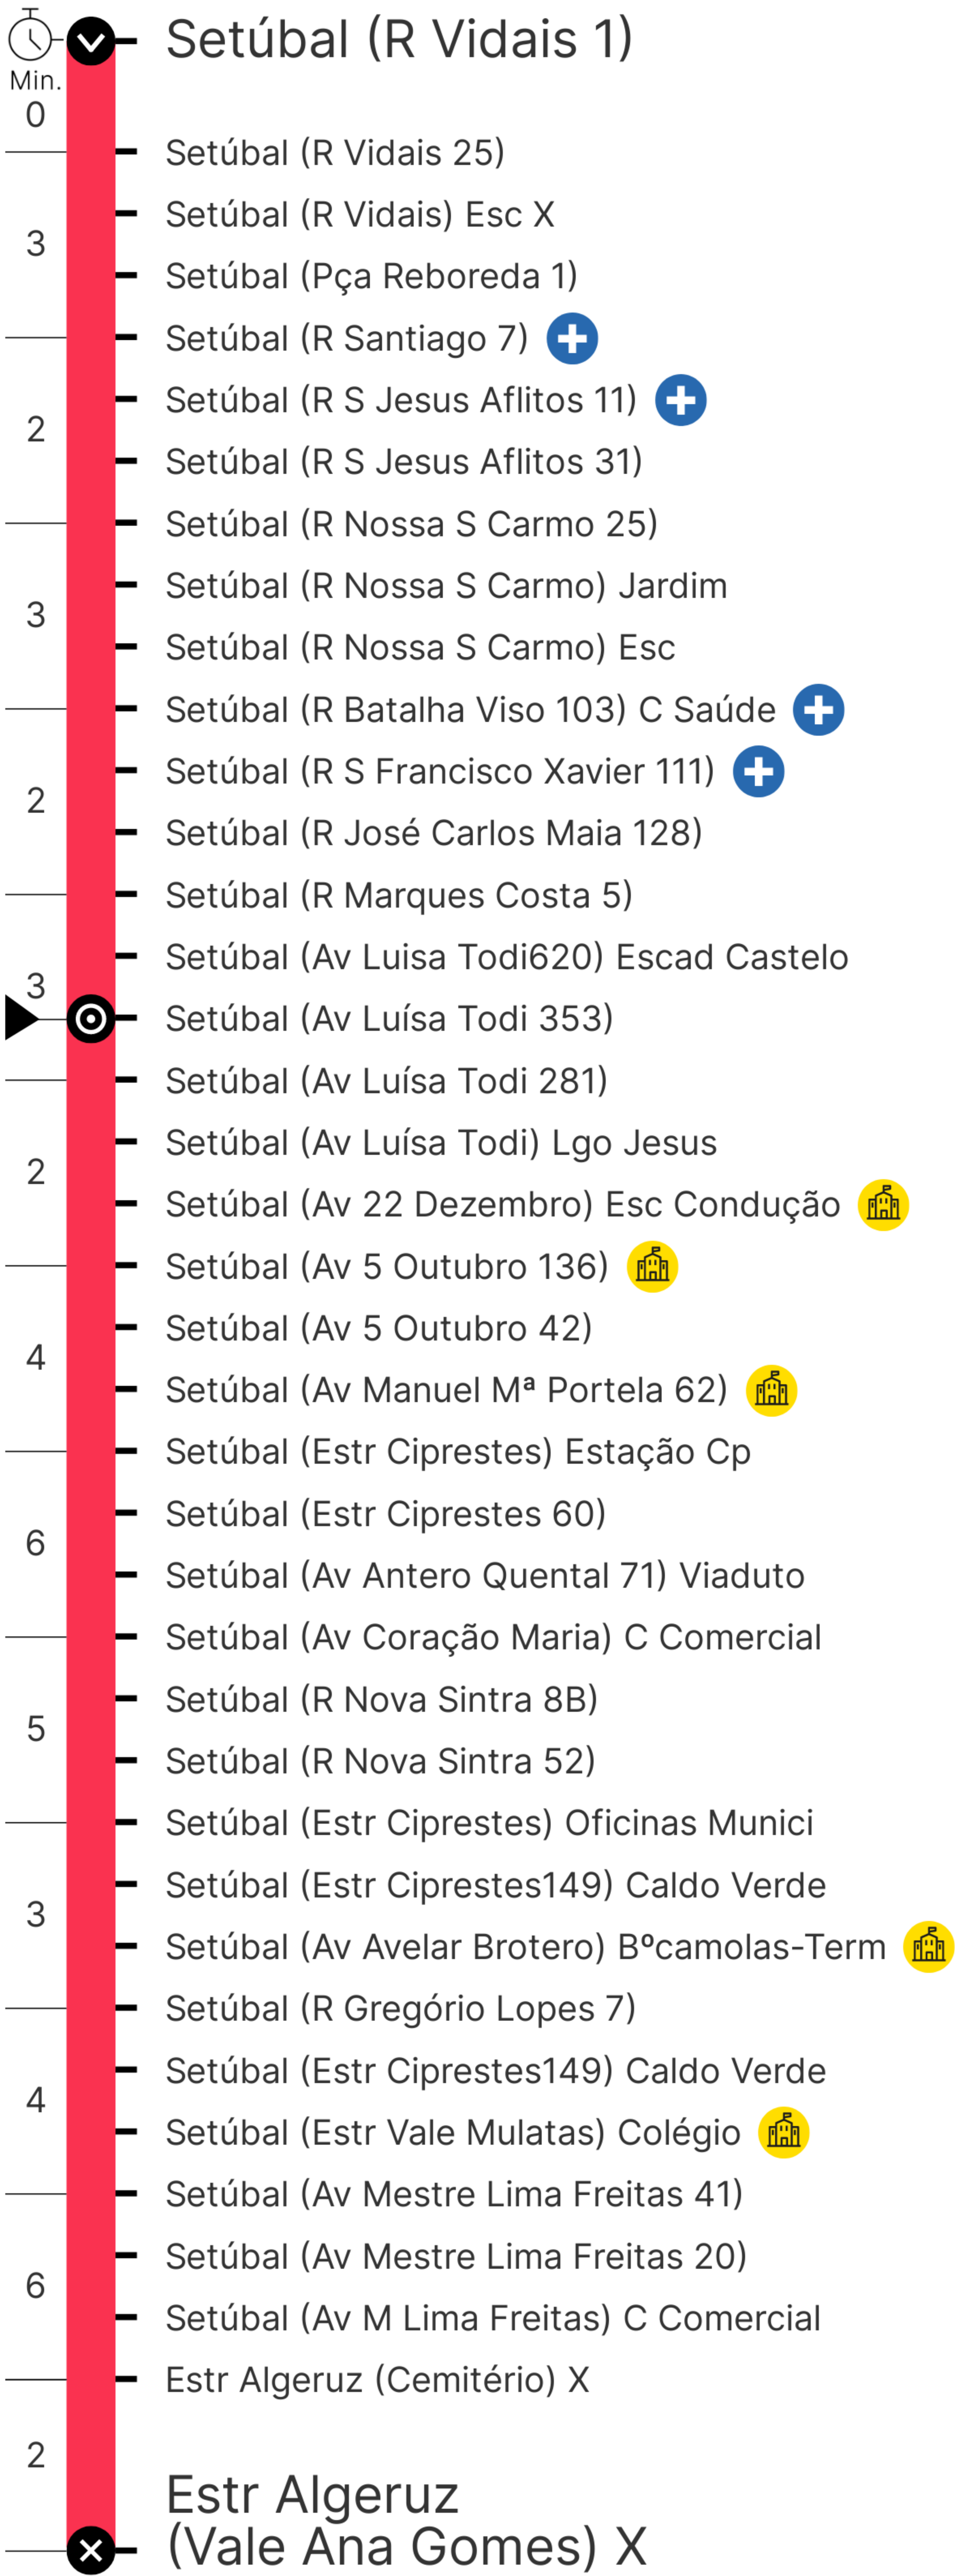 Setúbal (R Vidais 1)
Min.
0
Setúbal (R Vidais 25)
Setúbal (R Vidais) Esc X
3
Setúbal (Pça Reboreda 1)
Setúbal (R Santiago 7)
Setúbal (R S Jesus Aflitos 11)
2
Setúbal (R S Jesus Aflitos 31)
Setúbal (R Nossa S Carmo 25)
Setúbal (R Nossa S Carmo) Jardim
3
Setúbal (R Nossa S Carmo) Esc
Setúbal (R Batalha Viso 103) C Saúde
Setúbal (R S Francisco Xavier 111)
2
Setúbal (R José Carlos Maia 128)
Setúbal (R Marques Costa 5)
Setúbal (Av Luisa Todi620) Escad Castelo
3
Setúbal (Av Luísa Todi 353)
Setúbal (Av Luísa Todi 281)
Setúbal (Av Luísa Todi) Lgo Jesus
2
Setúbal (Av 22 Dezembro) Esc Condução
Setúbal (Av 5 Outubro 136)
Setúbal (Av 5 Outubro 42)
4
Setúbal (Av Manuel Mª Portela 62)
Setúbal (Estr Ciprestes) Estação Cp
Setúbal (Estr Ciprestes 60)
6
Setúbal (Av Antero Quental 71) Viaduto
Setúbal (Av Coração Maria) C Comercial
Setúbal (R Nova Sintra 8B)
5
Setúbal (R Nova Sintra 52)
Setúbal (Estr Ciprestes) Oficinas Munici
Setúbal (Estr Ciprestes149) Caldo Verde
3
Setúbal (Av Avelar Brotero) Bºcamolas-Term
Setúbal (R Gregório Lopes 7)
Setúbal (Estr Ciprestes149) Caldo Verde
4
Setúbal (Estr Vale Mulatas) Colégio
Setúbal (Av Mestre Lima Freitas 41)
Setúbal (Av Mestre Lima Freitas 20)
6
Setúbal (Av M Lima Freitas) C Comercial
Estr Algeruz (Cemitério) X
2
Estr Algeruz
(Vale Ana Gomes) X